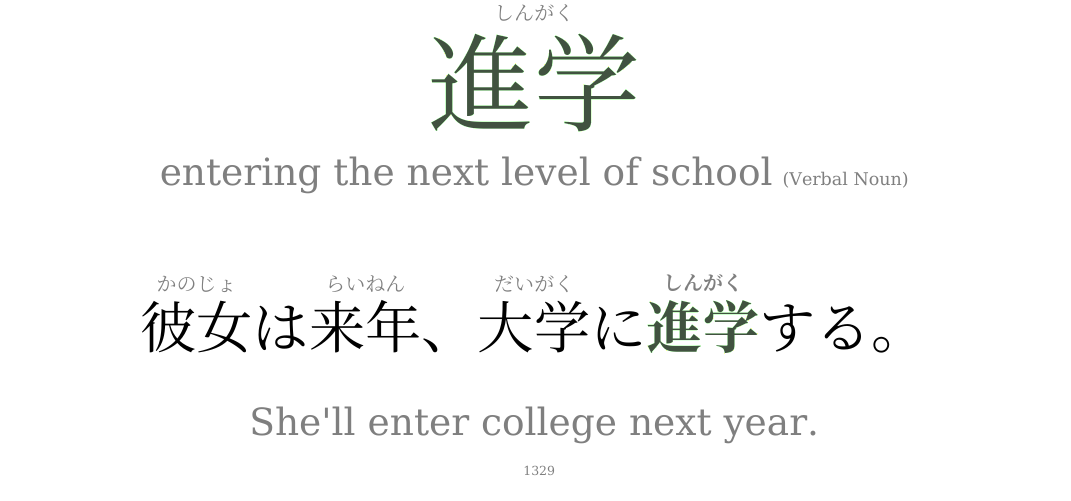 しんがく
進学
entering the next level of school (Verbal Noun)
かのじょ らいねん だいがく しんがく
彼女は来年、大学に進学する。
She'll enter college next year.
1329